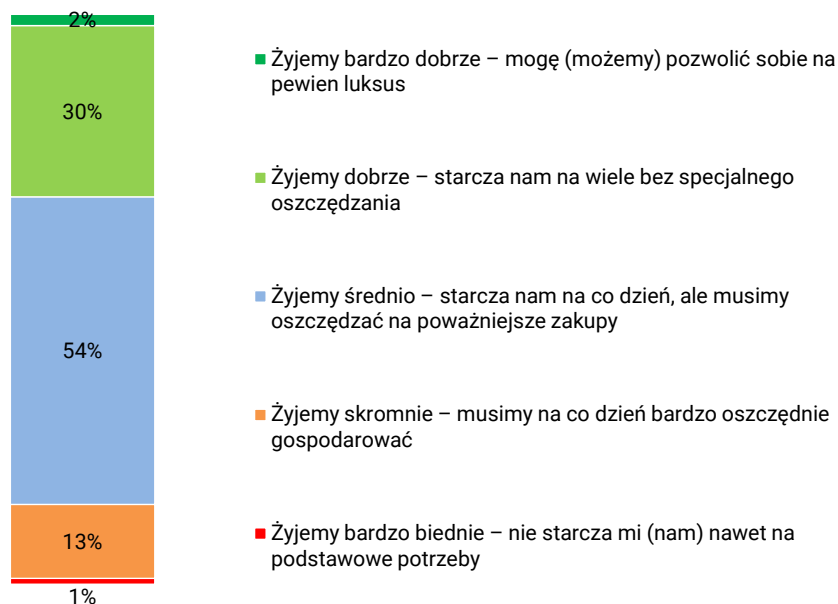 2%
30%
54%
13%
1%
Żyjemy bardzo dobrze – mogę (możemy) pozwolić sobie na
pewien luksus
Żyjemy dobrze – starcza nam na wiele bez specjalnego
oszczędzania
Żyjemy średnio – starcza nam na co dzień, ale musimy
oszczędzać na poważniejsze zakupy
Żyjemy skromnie – musimy na co dzień bardzo oszczędnie
gospodarować
Żyjemy bardzo biednie – nie starcza mi (nam) nawet na
podstawowe potrzeby